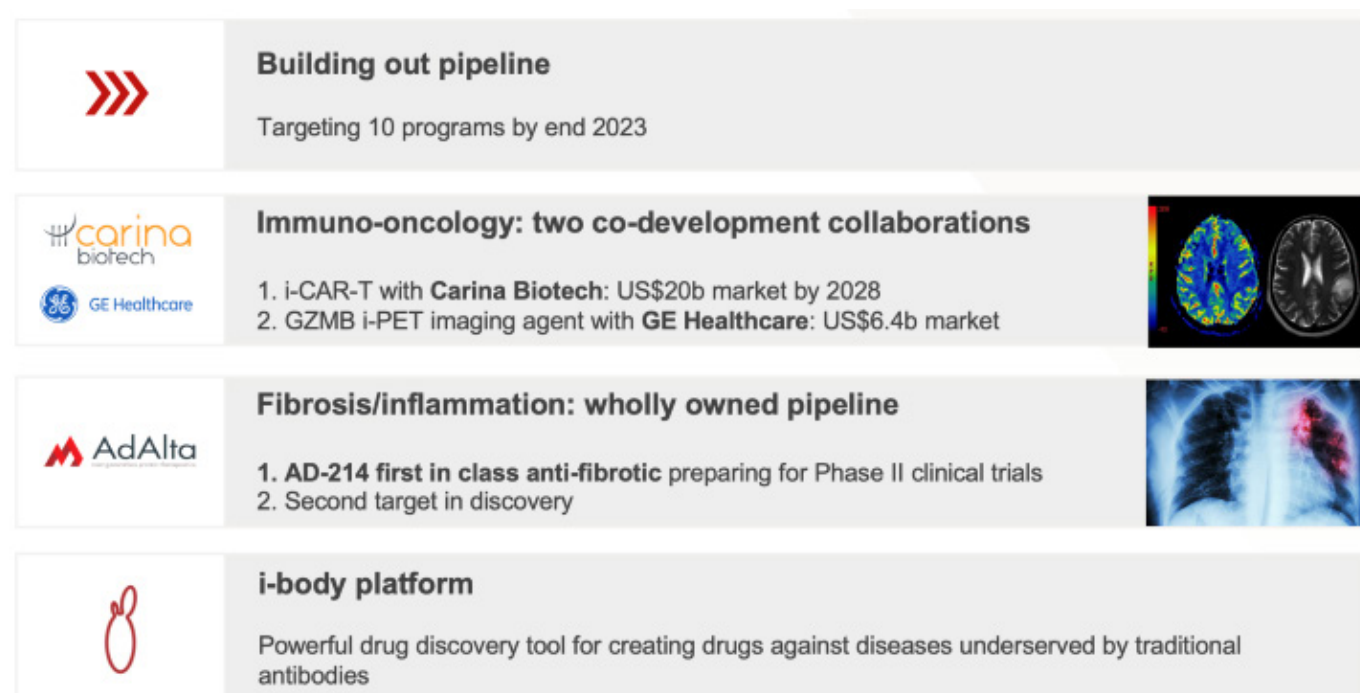 Building out pipeline
Targeting 10 programs by end 2023
carina
biotech
GE Healthcare
Immuno-oncology: two co-development collaborations
1. i-CAR-T with Carina Biotech: US$20b market by 2028
2. GZMB i-PET imaging agent with GE Healthcare: US$6.4b market
AdAlta
Fibrosis/inflammation: wholly owned pipeline
1. AD-214 first in class anti-fibrotic preparing for Phase II clinical trials
2. Second target in discovery
i-body platform
Powerful drug discovery tool for creating drugs against diseases underserved by traditional
antibodies